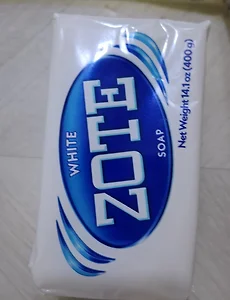 WHITE
ZOTE
SOAP
Net Weight 14.1 oz (400 g)